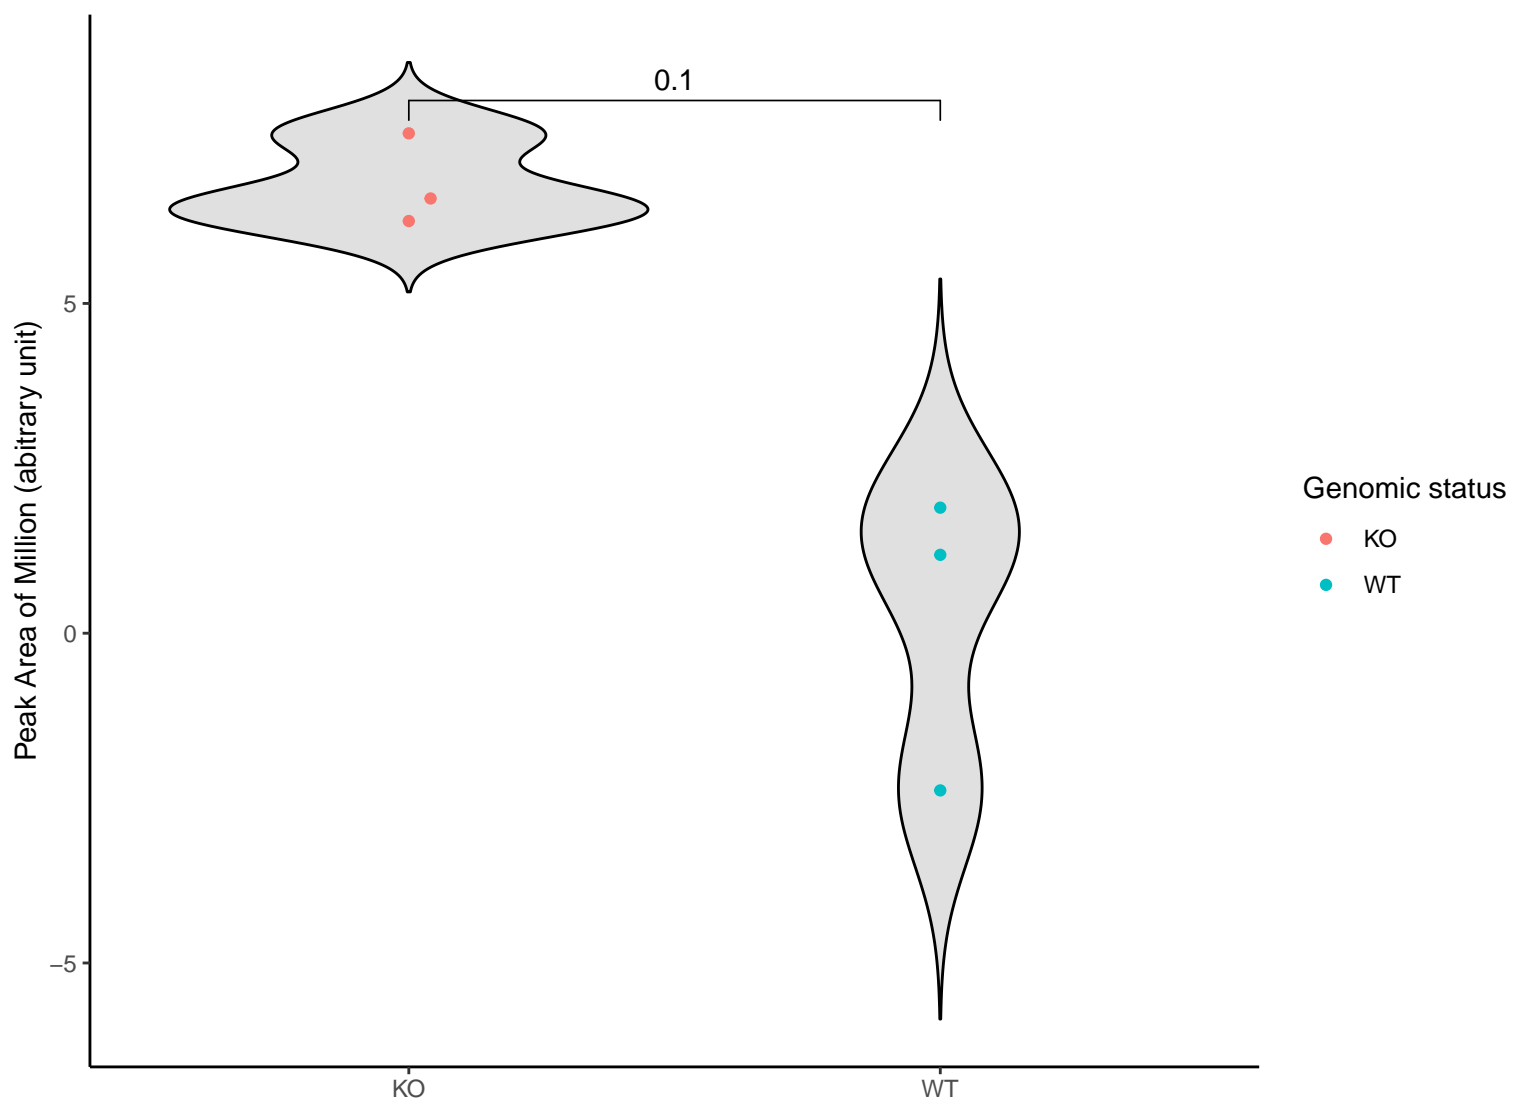 0.1
Peak Area of Million (abitrary unit)
5
0
−5
KO
WT
Genomic status
KO
WT